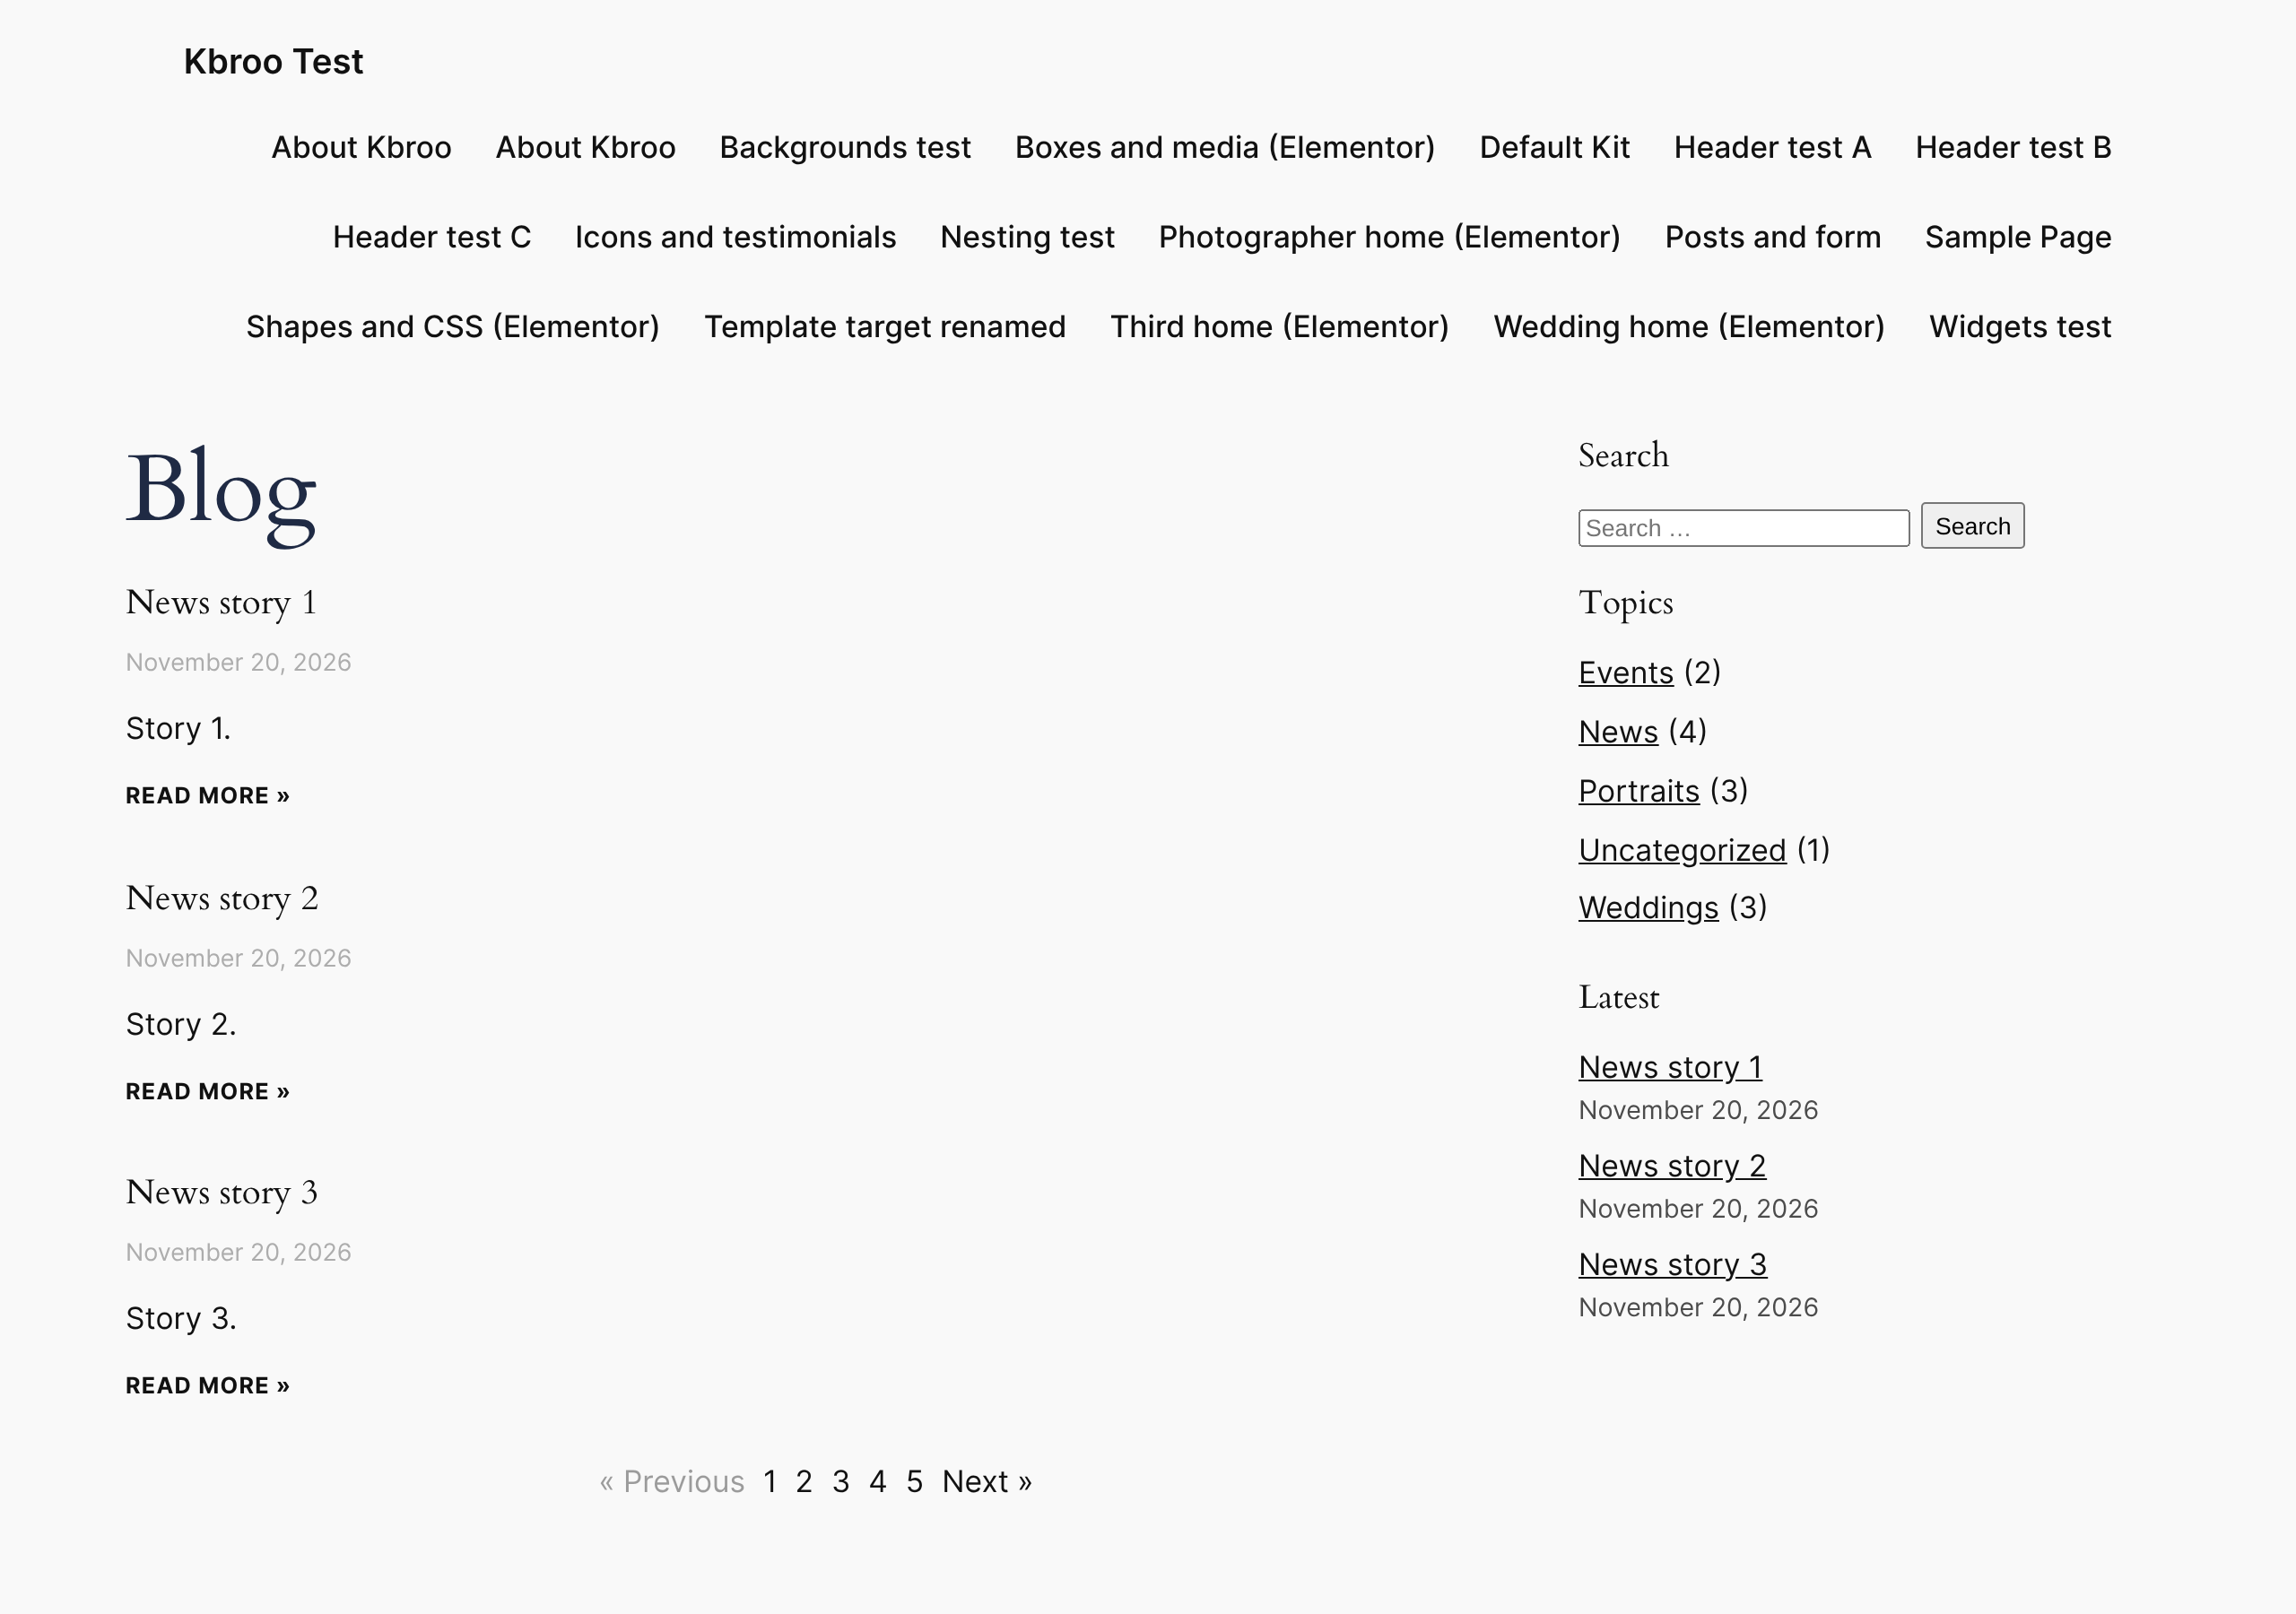 Kbroo Test
About Kbroo About Kbroo Backgrounds test Boxes and media (Elementor) Default Kit Header test A Header test B
Header test C Icons and testimonials Nesting test Photographer home (Elementor) Posts and form Sample Page
Shapes and CSS (Elementor) Template target renamed Third home (Elementor) Wedding home (Elementor) Widgets test
Blog
News story 1
November 20, 2026
Story 1.
READ MORE »
News story 2
November 20, 2026
Story 2.
READ MORE »
News story 3
November 20, 2026
Story 3.
READ MORE »
« Previous 1 2 3 4 5 Next »
Search
Search … Search
Topics
Events (2)
News (4)
Portraits (3)
Uncategorized (1)
Weddings (3)
Latest
News story 1
November 20, 2026
News story 2
November 20, 2026
News story 3
November 20, 2026